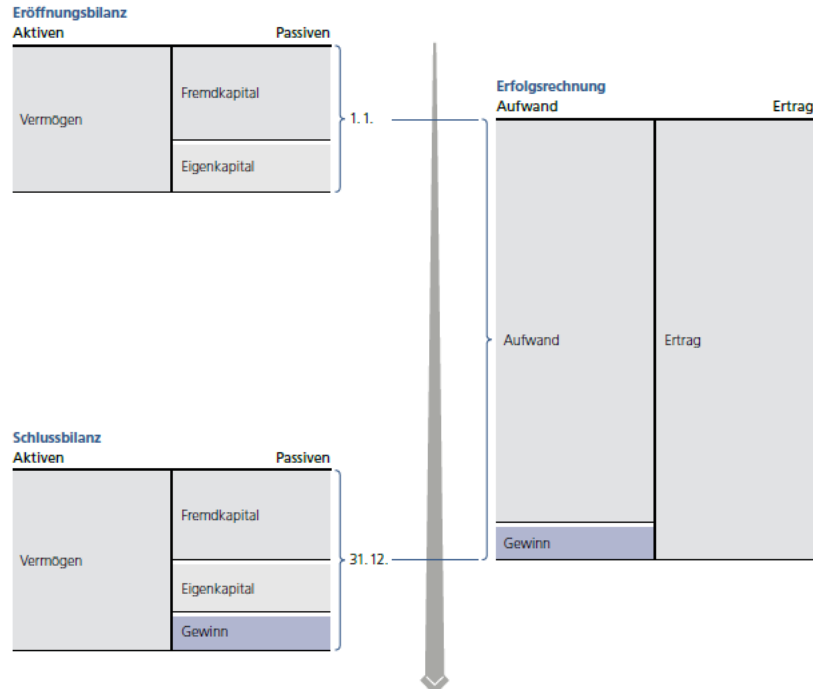 Eröffnungsbilanz
Aktiven Passiven
Vermögen
Fremdkapital
Eigenkapital
1. 1.
Erfolgsrechnung
Aufwand Ertrag
Aufwand
Ertrag
Gewinn
Schlussbilanz
Aktiven Passiven
Vermögen
Fremdkapital
Eigenkapital
Gewinn
31. 12.